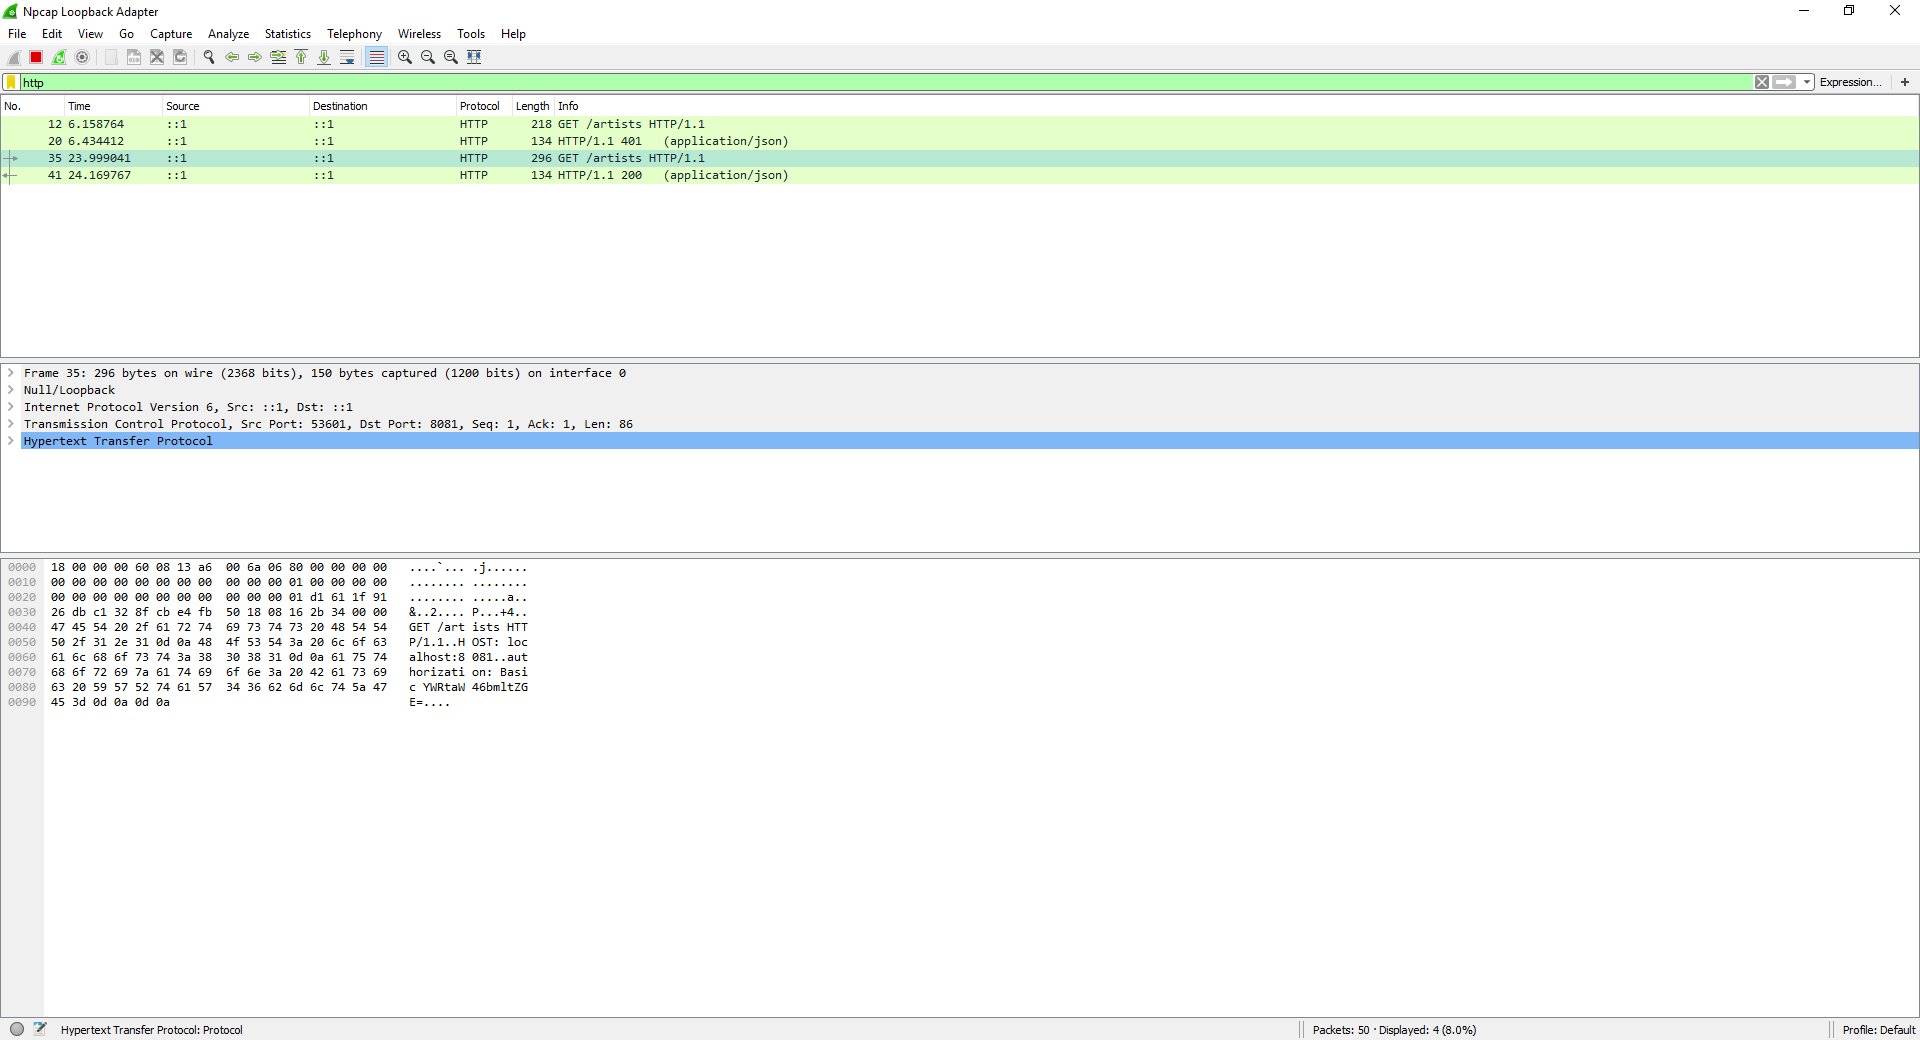 Npcap Loopback Adapter
File Edit View Go Capture Analyze Statistics Telephony Wireless Tools Help
http Expression... +
No. Time Source Destination Protocol Length Info
12 6.158764 ::1 ::1 HTTP 218 GET /artists HTTP/1.1
20 6.434412 ::1 ::1 HTTP 134 HTTP/1.1 401 (application/json)
35 23.999041 ::1 ::1 HTTP 296 GET /artists HTTP/1.1
41 24.169767 ::1 ::1 HTTP 134 HTTP/1.1 200 (application/json)
Frame 35: 296 bytes on wire (2368 bits), 150 bytes captured (1200 bits) on interface 0
Null/Loopback
Internet Protocol Version 6, Src: ::1, Dst: ::1
Transmission Control Protocol, Src Port: 53601, Dst Port: 8081, Seq: 1, Ack: 1, Len: 86
Hypertext Transfer Protocol
0000 18 00 00 00 60 08 13 a6 00 6a 06 80 00 00 00 00 ....`... .j......
0010 00 00 00 00 00 00 00 00 00 00 00 01 00 00 00 00 ........ ........
0020 00 00 00 00 00 00 00 00 00 00 00 01 d1 61 1f 91 ........ .....a..
0030 26 db c1 32 8f cb e4 fb 50 18 08 16 2b 34 00 00 &..2.... P...+4..
0040 47 45 54 20 2f 61 72 74 69 73 74 73 20 48 54 54 GET /art ists HTT
0050 50 2f 31 2e 31 0d 0a 48 4f 53 54 3a 20 6c 6f 63 P/1.1..H OST: loc
0060 61 6c 68 6f 73 74 3a 38 30 38 31 0d 0a 61 75 74 alhost:8 081..aut
0070 68 6f 72 69 7a 61 74 69 6f 6e 3a 20 42 61 73 69 horizati on: Basi
0080 63 20 59 57 52 74 61 57 34 36 62 6d 6c 74 5a 47 c YWRtaW 46bmltZG
0090 45 3d 0d 0a 0d 0a E=....
Hypertext Transfer Protocol: Protocol Packets: 50 · Displayed: 4 (8.0%) Profile: Default